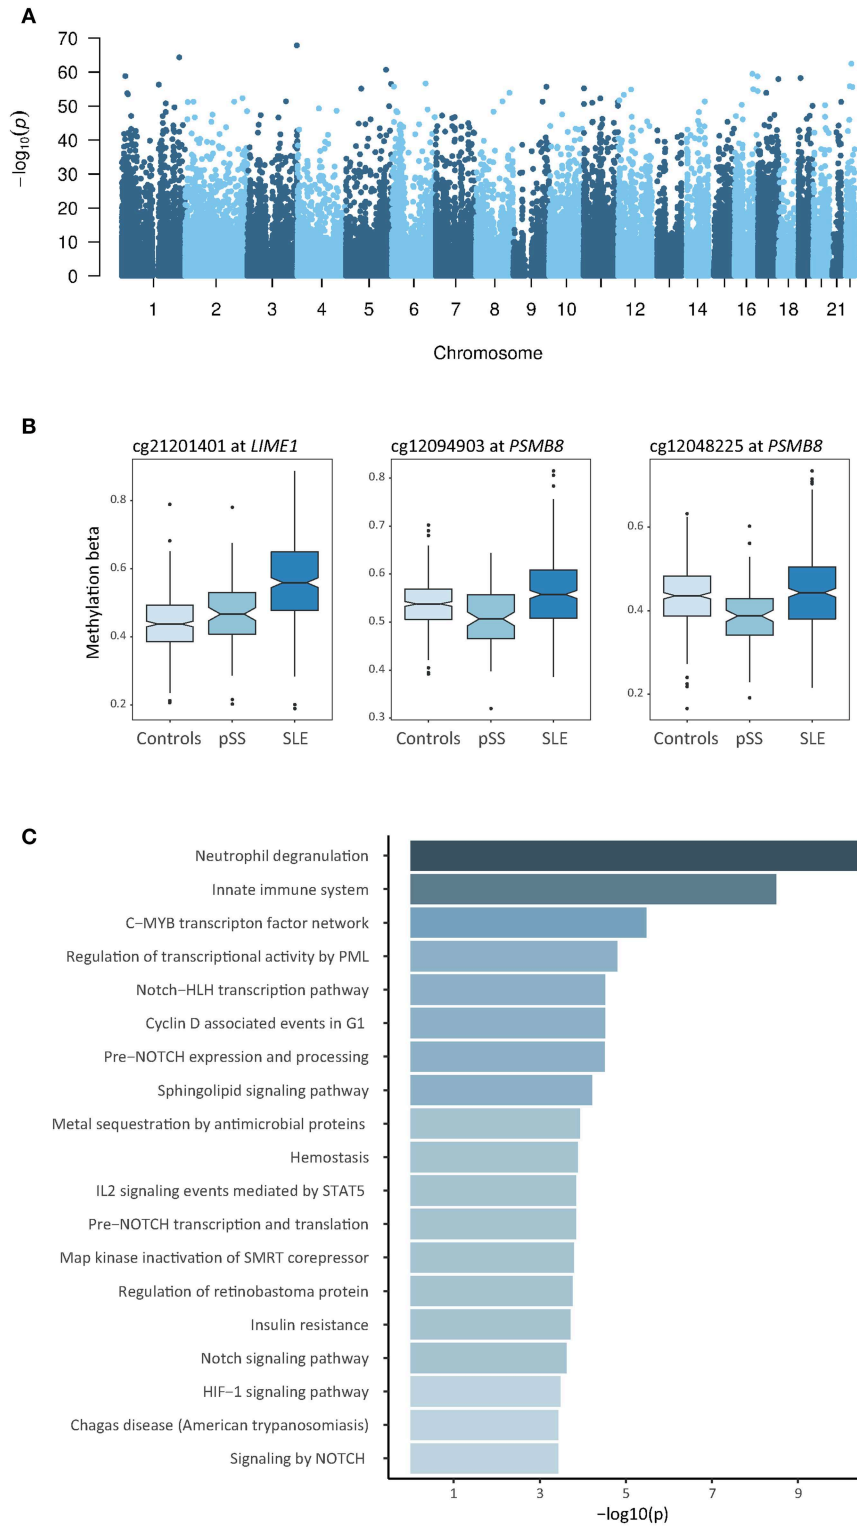 A
70
60
50
40
30
20
10
0
−log10(p)
1 2 3 4 5 6 7 8 9 10 12 14 16 18 21
Chromosome
B
cg21201401 at LIME1
cg12094903 at PSMB8
cg12048225 at PSMB8
Methylation beta
0.8
0.6
0.4
0.2
0.8
0.7
0.6
0.5
0.4
0.3
0.6
0.4
0.2
Controls pSS SLE
Controls pSS SLE
Controls pSS SLE
C
Neutrophil degranulation
Innate immune system
C−MYB transcripton factor network
Regulation of transcriptional activity by PML
Notch−HLH transcription pathway
Cyclin D associated events in G1
Pre−NOTCH expression and processing
Sphingolipid signaling pathway
Metal sequestration by antimicrobial proteins
Hemostasis
IL2 signaling events mediated by STAT5
Pre−NOTCH transcription and translation
Map kinase inactivation of SMRT corepressor
Regulation of retinobastoma protein
Insulin resistance
Notch signaling pathway
HIF−1 signaling pathway
Chagas disease (American trypanosomiasis)
Signaling by NOTCH
1 3 5 7 9
−log10(p)